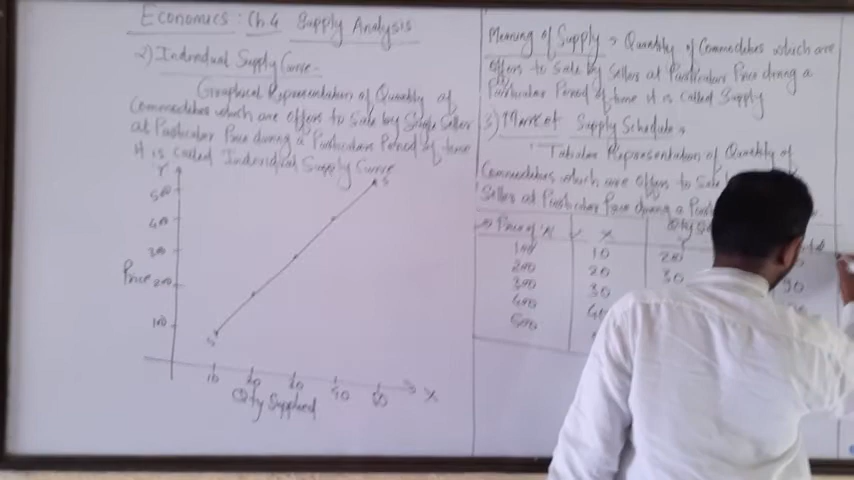 Economics: Ch 4 Supply Analysis
2) Individual Supply Curve -
Graphical Representation of Quantity of
Commodities which are offers to Sale by Single Seller
at Particular Price during a Particular Period of time
it is called Individual Supply Curve
Y
500
400
300
Price 200
100
S
S
10 20 30 40 50 X
Qty Supplied
Meaning of Supply → Quantity of Commodities which are
offers to Sale by Sellers at Particular Price during a
Particular Period of time it is called Supply
3) Market Supply Schedule →
Tabular Representation of Quantity of
Commodities which are offers to Sale
Seller at Particular Price during a
Price of 'X' X Y
100 10 20
200 20 30
300 30 90
400 40
500